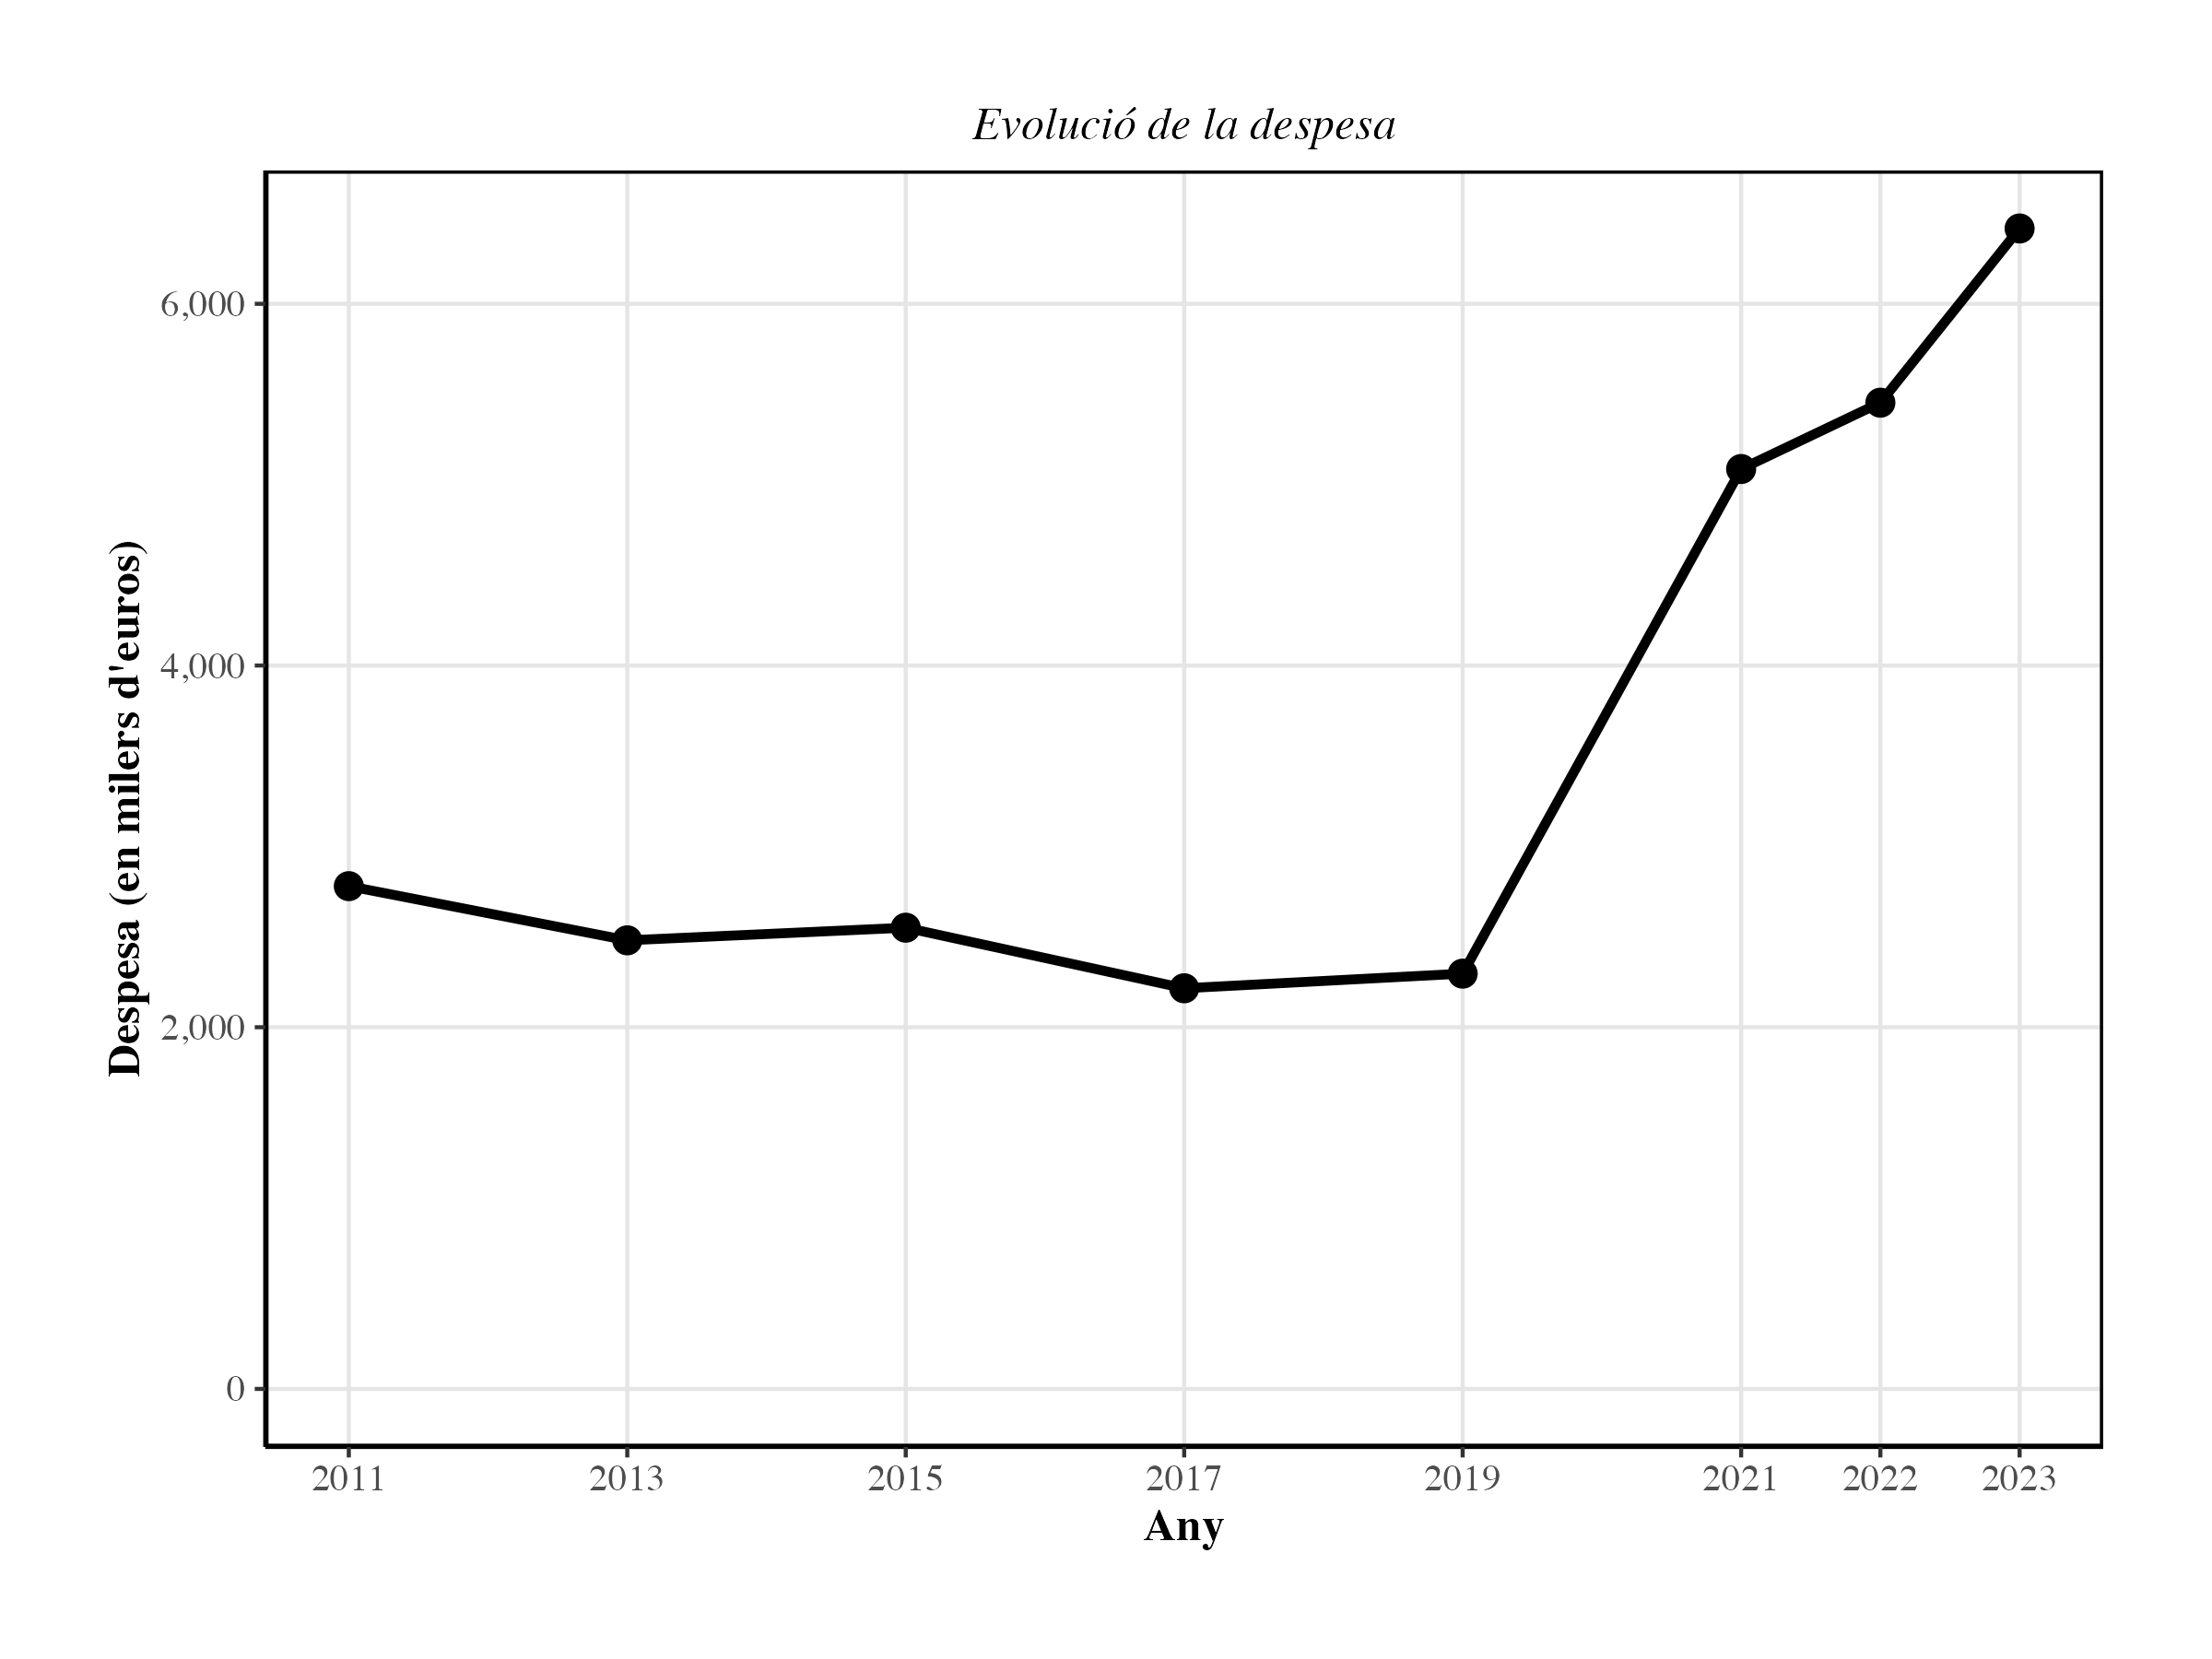 Evolució de la despesa
Despesa (en milers d'euros)
6,000
4,000
2,000
0
2011 2013 2015 2017 2019 2021 2022 2023
Any